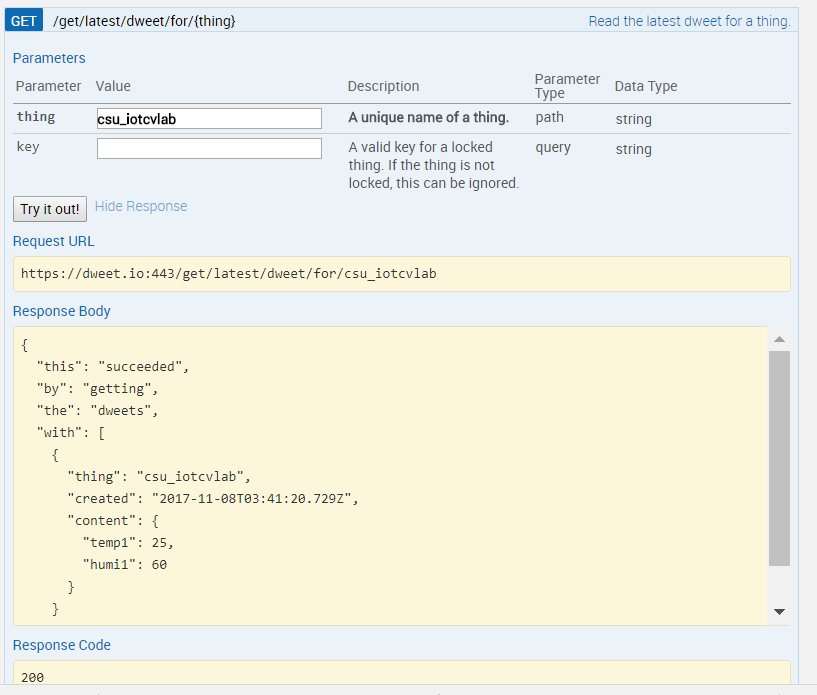 GET /get/latest/dweet/for/{thing} Read the latest dweet for a thing.
Parameters
Parameter Value Description Parameter Type Data Type
thing csu_iotcvlab A unique name of a thing. path string
key A valid key for a locked query string
thing. If the thing is not
locked, this can be ignored.
Try it out! Hide Response
Request URL
https://dweet.io:443/get/latest/dweet/for/csu_iotcvlab
Response Body
{
"this": "succeeded",
"by": "getting",
"the": "dweets",
"with": [
{
"thing": "csu_iotcvlab",
"created": "2017-11-08T03:41:20.729Z",
"content": {
"temp1": 25,
"humi1": 60
}
}
Response Code
200